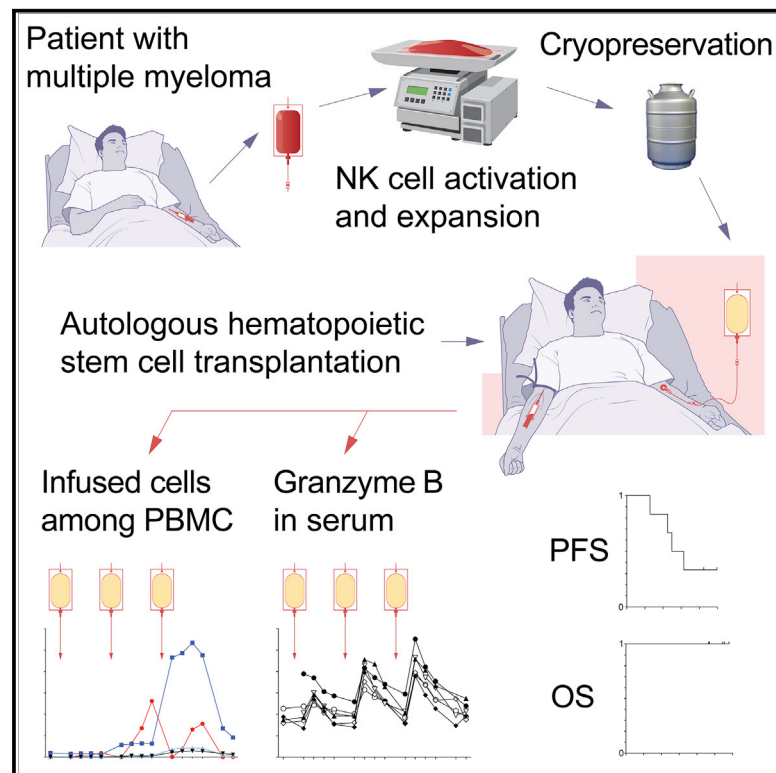 Patient with
multiple myeloma
Cryopreservation
NK cell activation
and expansion
Autologous hematopoietic
stem cell transplantation
Infused cells
among PBMC
Granzyme B
in serum
PFS
1
0
OS
1
0